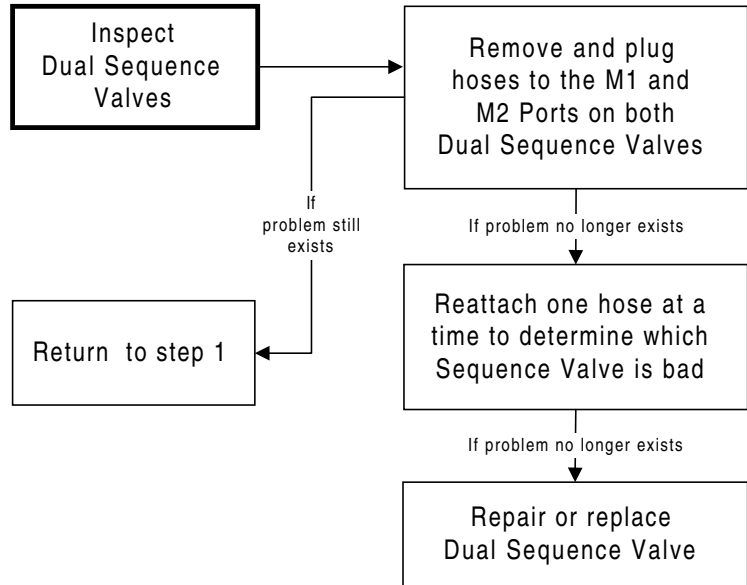 Inspect
Dual Sequence
Valves
Remove and plug
hoses to the M1 and
M2 Ports on both
Dual Sequence Valves
If
problem still
exists
If problem no longer exists
Return to step 1
Reattach one hose at a
time to determine which
Sequence Valve is bad
If problem no longer exists
Repair or replace
Dual Sequence Valve